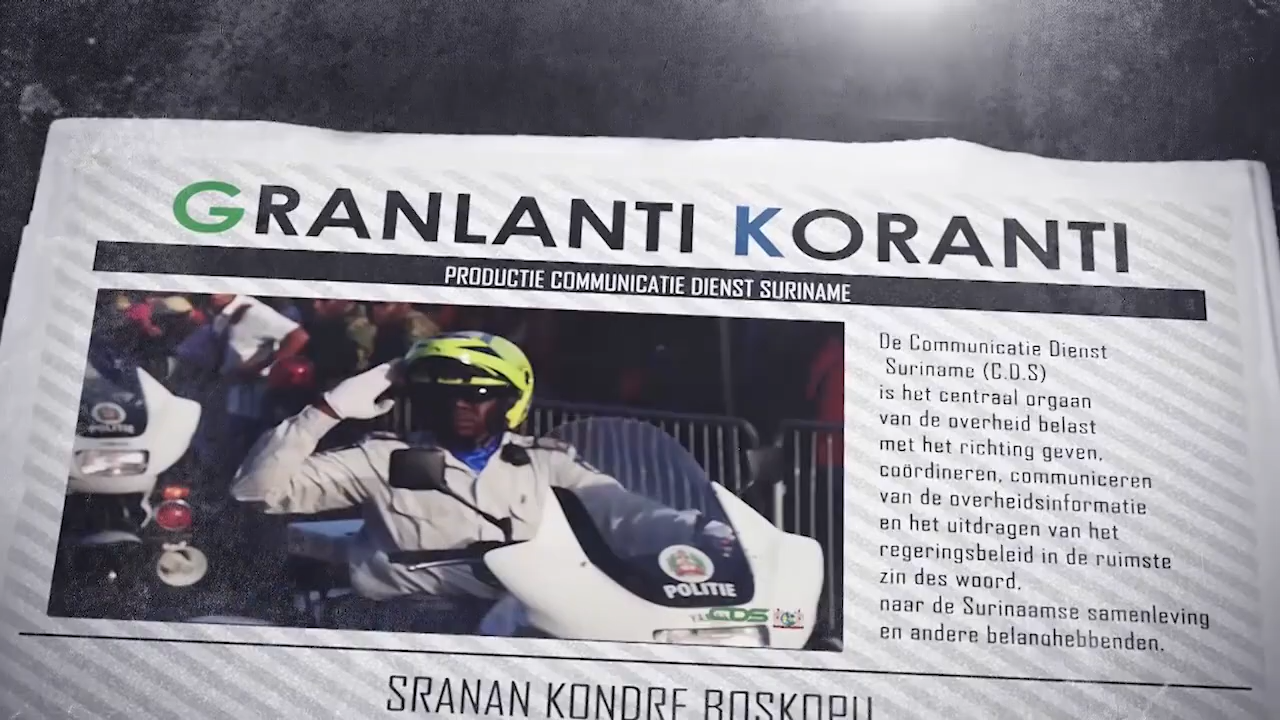 GRANLANTI KORANTI
PRODUCTIE COMMUNICATIE DIENST SURINAME
De Communicatie Dienst
Suriname (C.D.S)
is het centraal orgaan
van de overheid belast
met het richting geven,
coördineren, communiceren
van de overheidsinformatie
en het uitdragen van het
regeringsbeleid in de ruimste
zin des woord,
naar de Surinaamse samenleving
en andere belanghebbenden.
POLITIE
POLITIE
CDS
SRANAN KONDRE BOSKOPU